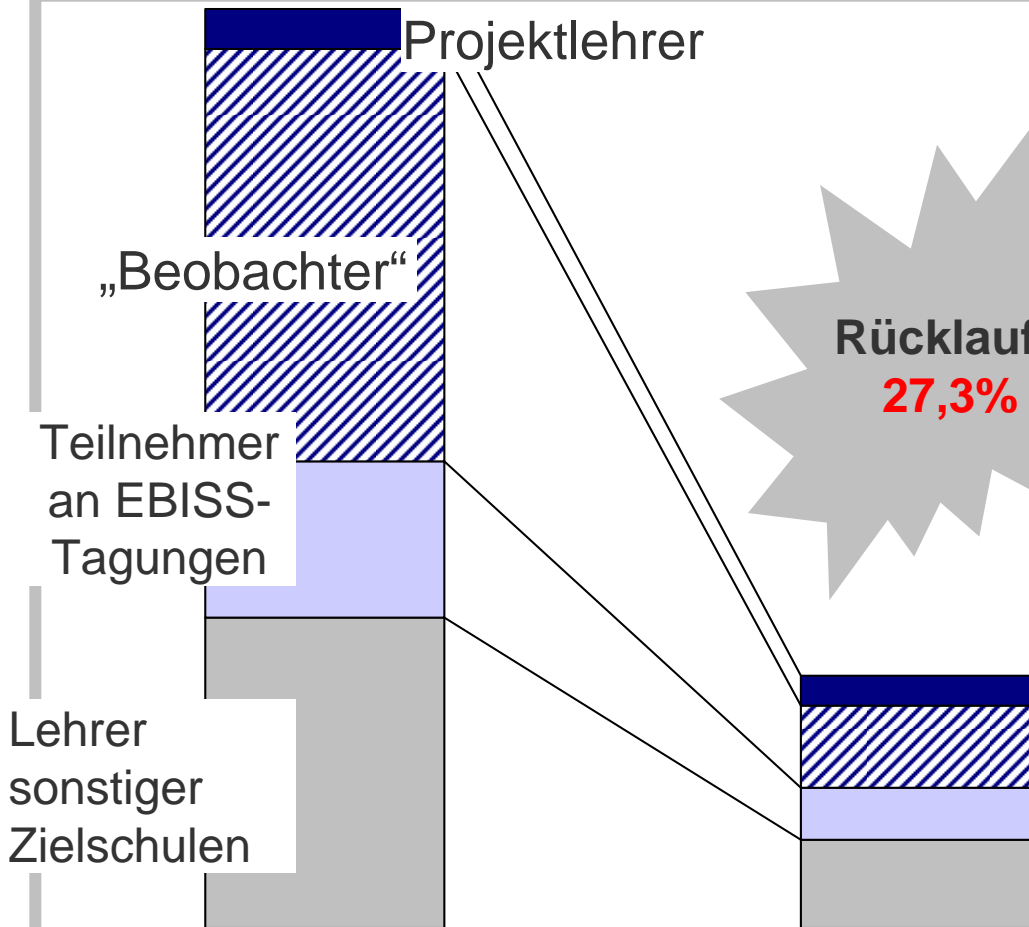 Projektlehrer
„Beobachter“
Rücklauf
27,3%
Teilnehmer
an EBISS-
Tagungen
Lehrer
sonstiger
Zielschulen